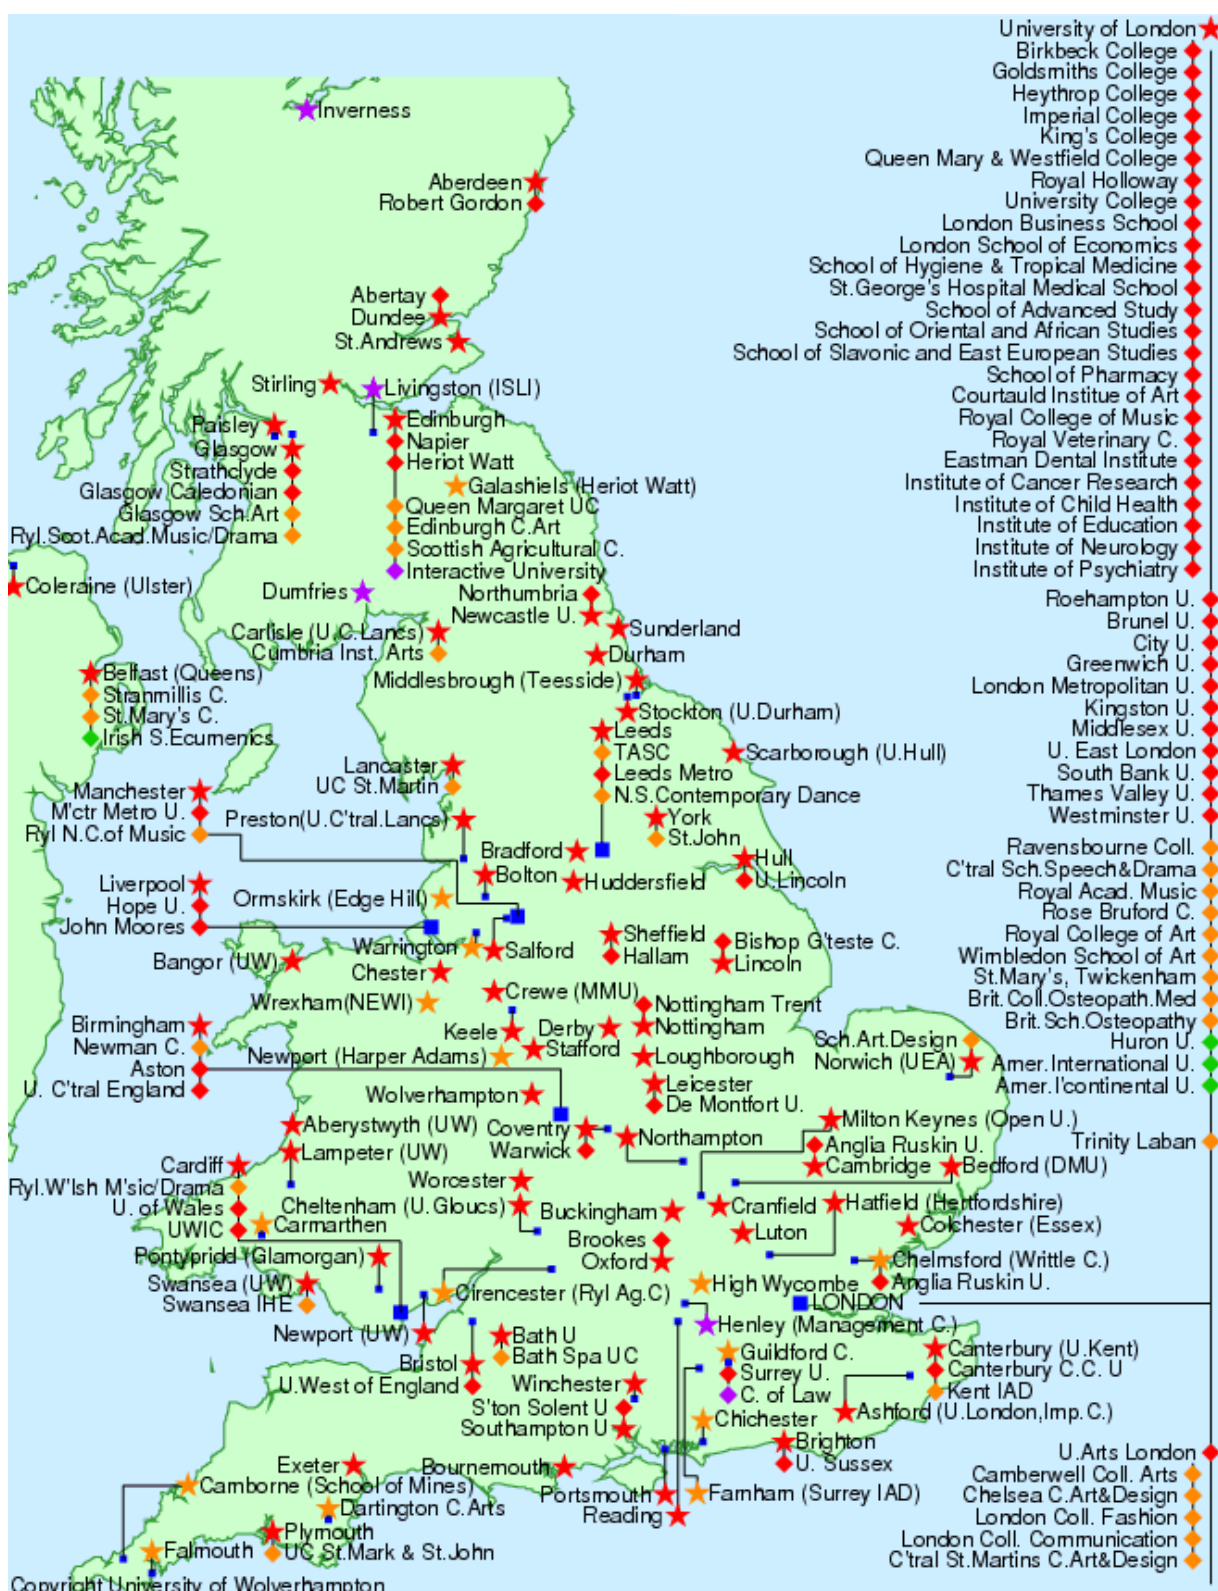 University of London
Birkbeck College
Goldsmiths College
Heythrop College
Imperial College
King's College
Queen Mary & Westfield College
Royal Holloway
University College
London Business School
London School of Economics
School of Hygiene & Tropical Medicine
St.George's Hospital Medical School
School of Advanced Study
School of Oriental and African Studies
School of Slavonic and East European Studies
School of Pharmacy
Courtauld Institue of Art
Royal College of Music
Royal Veterinary C.
Eastman Dental Institute
Institute of Cancer Research
Institute of Child Health
Institute of Education
Institute of Neurology
Institute of Psychiatry
Roehampton U.
Brunel U.
City U.
Greenwich U.
London Metropolitan U.
Kingston U.
Middlesex U.
U. East London
South Bank U.
Thames Valley U.
Westminster U.
Ravensbourne Coll.
C'tral Sch.Speech&Drama
Royal Acad. Music
Rose Bruford C.
Royal College of Art
Wimbledon School of Art
St.Mary's, Twickenham
Brit.Coll.Osteopath.Med
Brit.Sch.Osteopathy
Huron U.
Amer.International U.
Amer.I'continental U.
Trinity Laban
U.Arts London
Camberwell Coll. Arts
Chelsea C.Art&Design
London Coll. Fashion
London Coll. Communication
C'tral St.Martins C.Art&Design
Inverness
Aberdeen
Robert Gordon
Abertay
Dundee
St.Andrews
Stirling
Livingston (ISLI)
Paisley
Glasgow
Strathclyde
Glasgow Caledonian
Glasgow Sch.Art
Ryl.Scot.Acad.Music/Drama
Edinburgh
Napier
Heriot Watt
Galashiels (Heriot Watt)
Queen Margaret UC
Edinburgh C.Art
Scottish Agricultural C.
Interactive University
Coleraine (Ulster)
Dumfries
Northumbria
Newcastle U.
Sunderland
Carlisle (U.C.Lancs)
Cumbria Inst. Arts
Durham
Belfast (Queens)
Stranmillis C.
St.Mary's C.
Irish S.Ecumenics
Middlesbrough (Teesside)
Stockton (U.Durham)
Leeds
TASC
Leeds Metro
N.S.Contemporary Dance
Scarborough (U.Hull)
Lancaster
UC St.Martin
Manchester
M'ctr Metro U.
Ryl N.C.of Music
Preston(U.C'tral.Lancs)
York
St.John
Bradford
Hull
U.Lincoln
Bolton
Huddersfield
Liverpool
Hope U.
John Moores
Ormskirk (Edge Hill)
Warrington
Salford
Sheffield
Hallam
Bishop G'teste C.
Lincoln
Bangor (UW)
Chester
Wrexham(NEWI)
Crewe (MMU)
Nottingham Trent
Nottingham
Birmingham
Newman C.
Aston
U. C'tral England
Keele
Derby
Stafford
Newport (Harper Adams)
Loughborough
Sch.Art.Design
Norwich (UEA)
Leicester
De Montfort U.
Wolverhampton
Aberystwyth (UW)
Lampeter (UW)
Coventry
Warwick
Northampton
Milton Keynes (Open U.)
Anglia Ruskin U.
Cambridge
Bedford (DMU)
Cardiff
Ryl.W'lsh M'sic/Drama
U. of Wales
UWIC
Carmarthen
Worcester
Cheltenham (U.Gloucs)
Buckingham
Cranfield
Hatfield (Hertfordshire)
Luton
Colchester (Essex)
Brookes
Oxford
Pontypridd (Glamorgan)
Swansea (UW)
Swansea IHE
Cirencester (Ryl Ag.C)
High Wycombe
Chelmsford (Writtle C.)
Anglia Ruskin U.
LONDON
Henley (Management C.)
Newport (UW)
Bath U
Bath Spa UC
Bristol
U.West of England
Guildford C.
Surrey U.
C. of Law
Canterbury (U.Kent)
Canterbury C.C. U
Kent IAD
Winchester
S'ton Solent U
Southampton U
Chichester
Ashford (U.London,Imp.C.)
Brighton
U. Sussex
Exeter
Bournemouth
Camborne (School of Mines)
Dartington C.Arts
Portsmouth
Reading
Farnham (Surrey IAD)
Plymouth
UC St.Mark & St.John
Falmouth
Copyright University of Wolverhampton